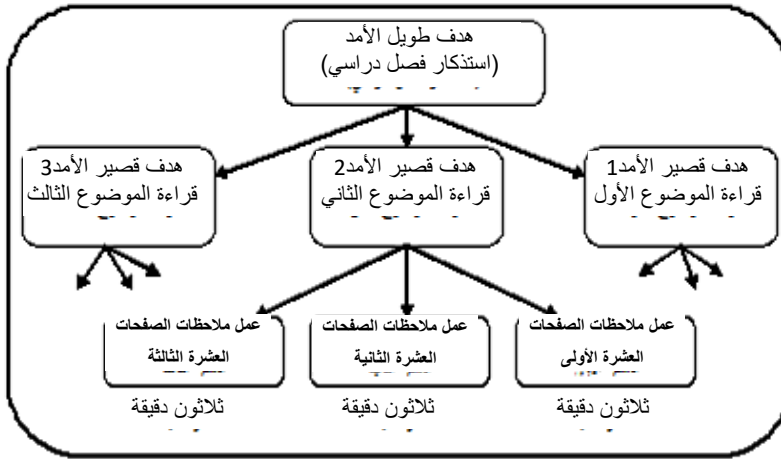 هدف طويل الأمد
(استذكار فصل دراسي)
هدف قصير الأمد1
قراءة الموضوع الأول
هدف قصير الأمد2
قراءة الموضوع الثاني
هدف قصير الأمد3
قراءة الموضوع الثالث
عمل ملاحظات الصفحات
العشرة الأولى
عمل ملاحظات الصفحات
العشرة الثانية
عمل ملاحظات الصفحات
العشرة الثالثة
ثلاثون دقيقة
ثلاثون دقيقة
ثلاثون دقيقة